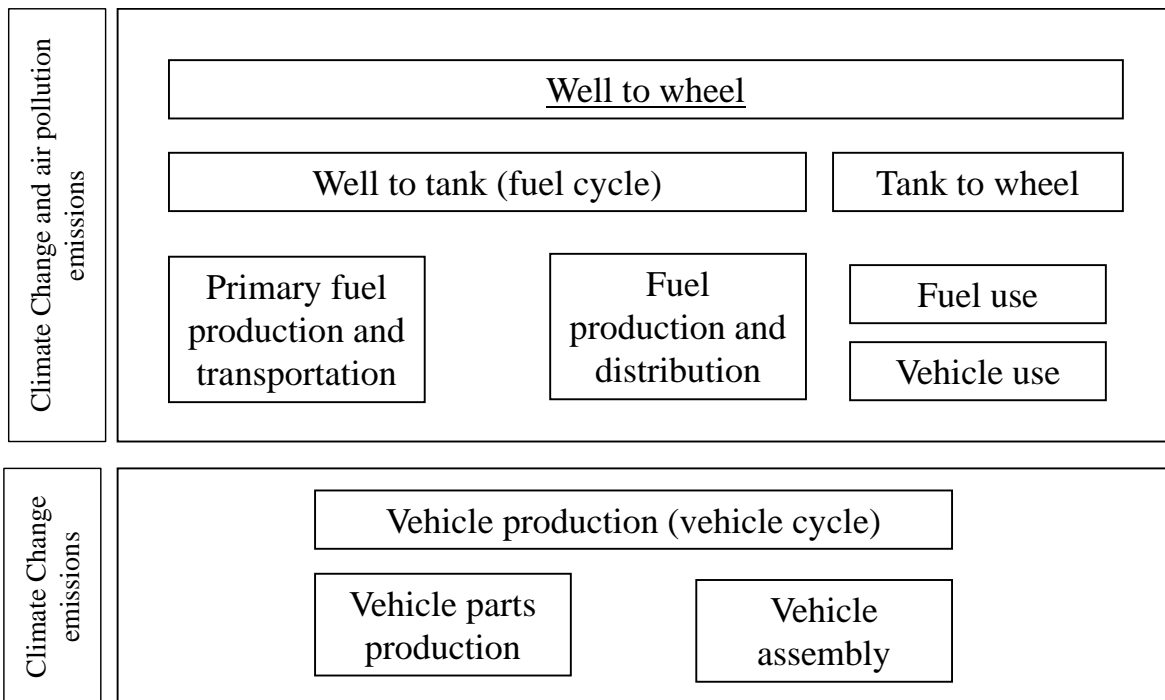 Climate Change and air pollution
emissions
Well to wheel
Well to tank (fuel cycle)
Tank to wheel
Primary fuel
production and
transportation
Fuel
production and
distribution
Fuel use
Vehicle use
Climate Change
emissions
Vehicle production (vehicle cycle)
Vehicle parts
production
Vehicle
assembly